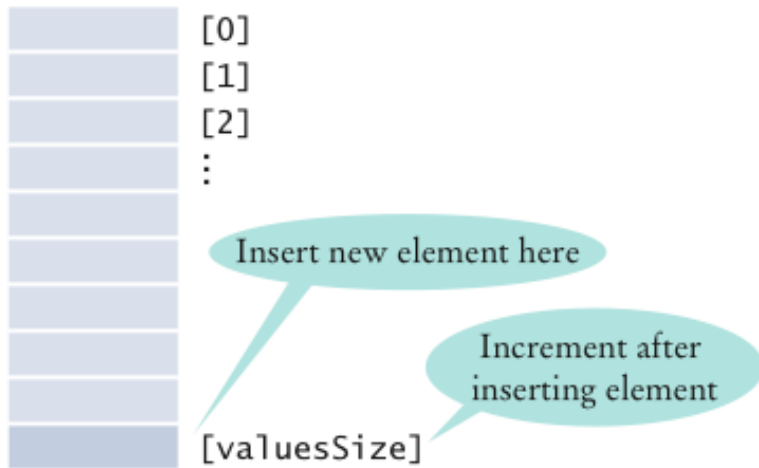 [0]
[1]
[2]
⋮
Insert new element here
Increment after
inserting element
[valuesSize]